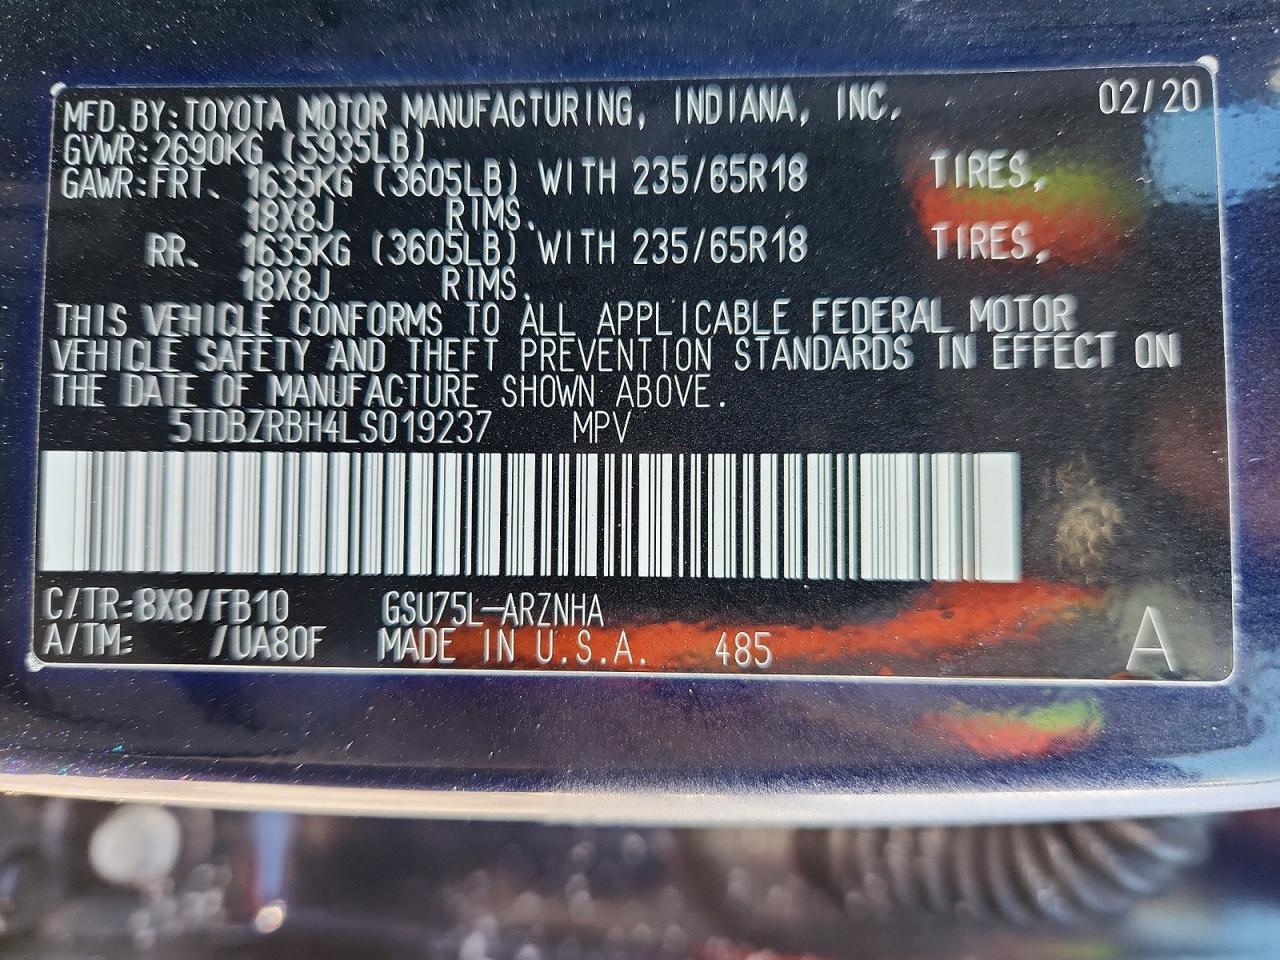 MFD.BY:TOYOTA MOTOR MANUFACTURING, INDIANA, INC. 02/20
GVWR:2690KG (5935LB)
GAWR:FRT. 1635KG (3605LB) WITH 235/65R18 TIRES,
18X8J RIMS.
RR. 1635KG (3605LB) WITH 235/65R18 TIRES,
18X8J RIMS.
THIS VEHICLE CONFORMS TO ALL APPLICABLE FEDERAL MOTOR
VEHICLE SAFETY AND THEFT PREVENTION STANDARDS IN EFFECT ON
THE DATE OF MANUFACTURE SHOWN ABOVE.
5TDBZRBH4LS019237 MPV
C/TR:8X8/FB10 GSU75L-ARZNHA
A/TM: /UA80F MADE IN U.S.A. 485 A